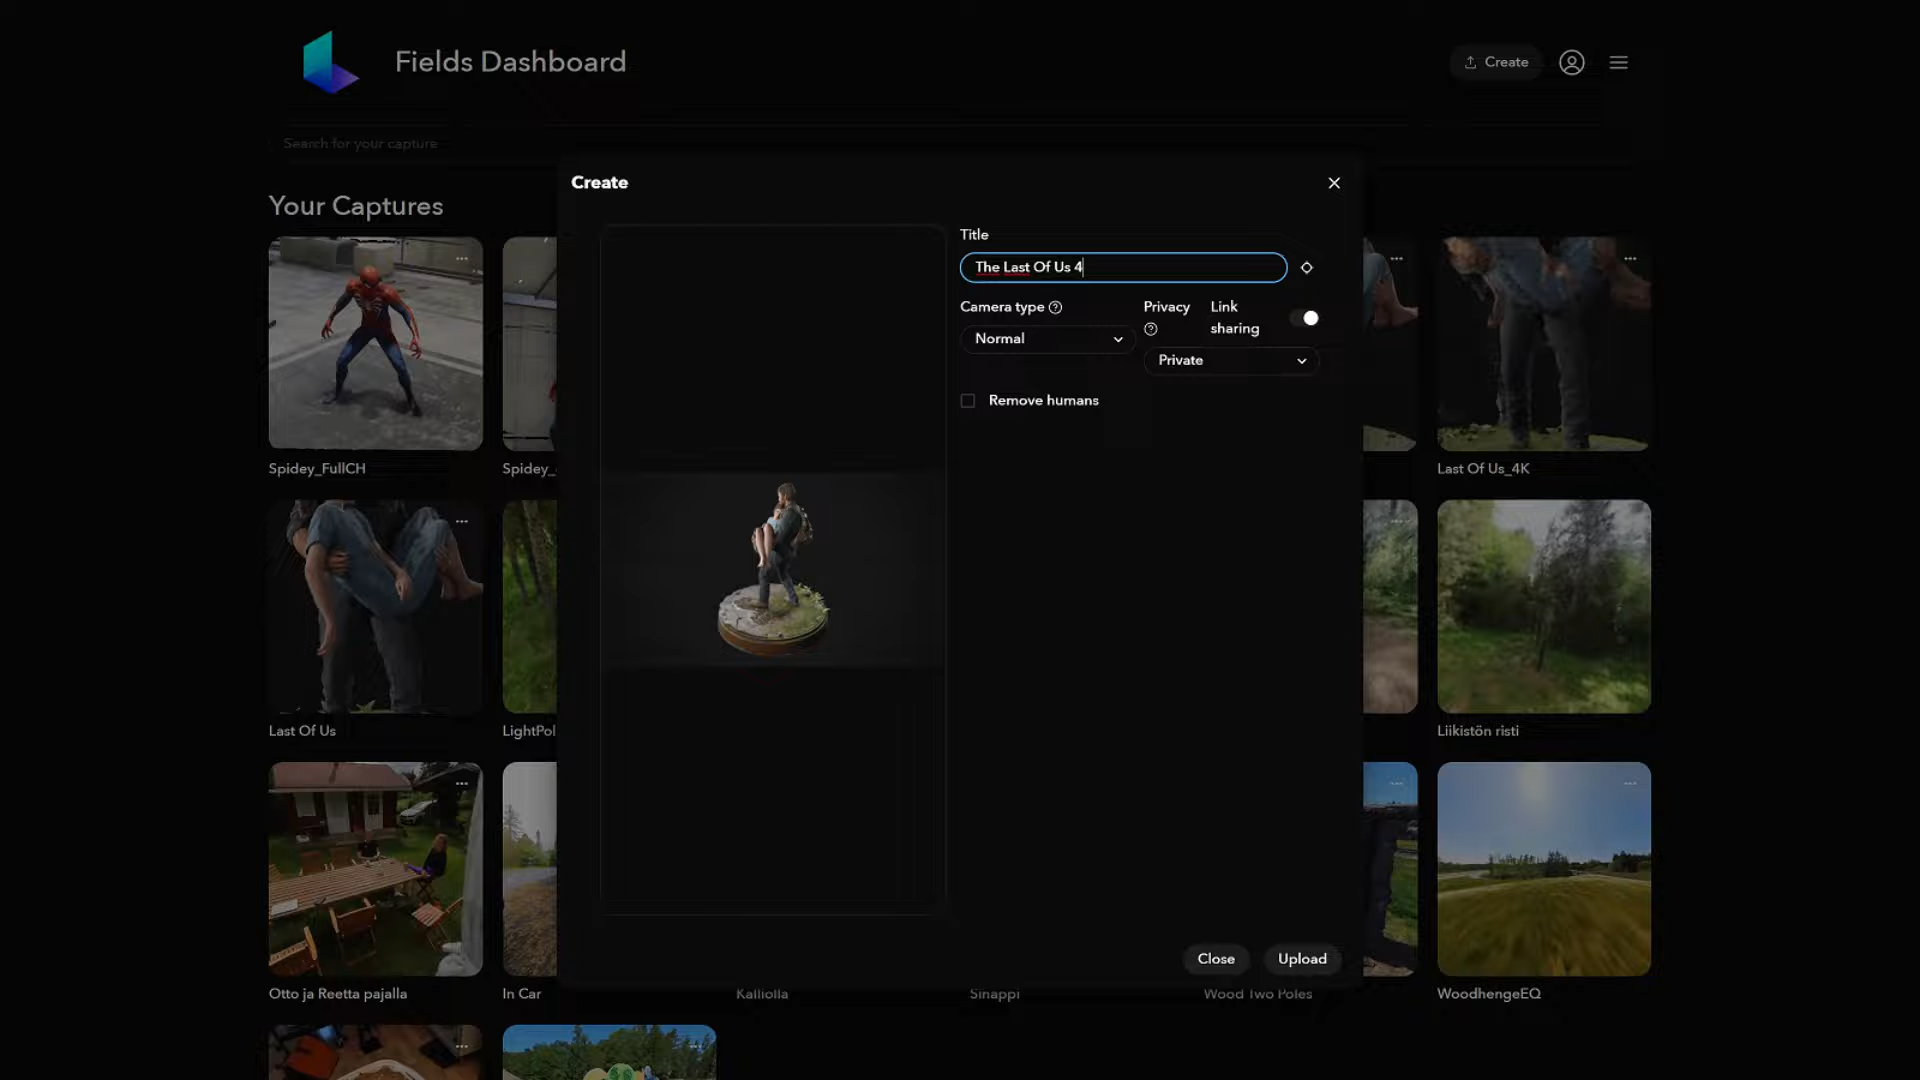 Fields Dashboard
Create
Search for your capture
Your Captures
Create
Title
The Last Of Us 4
Camera type
Privacy
Link
sharing
Normal
Private
Remove humans
Spidey_FullCH
Spidey_
Last Of Us_4K
Last Of Us
LightPol
Liikistön risti
Close
Upload
Otto ja Reetta pajalla
In Car
Kalliolla
Sinappi
Wood Two Poles
WoodhengeEQ